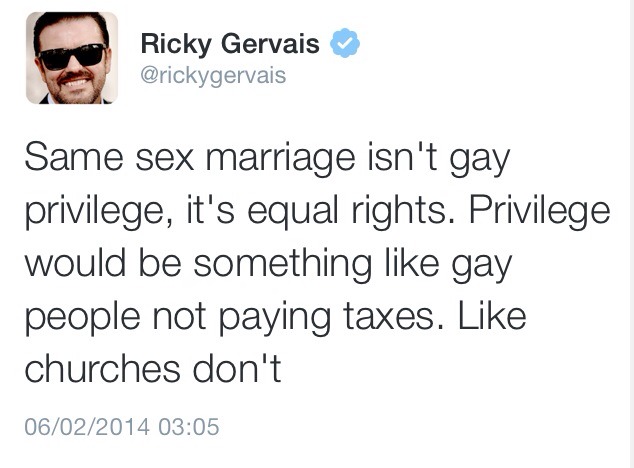 Ricky Gervais
@rickygervais
Same sex marriage isn't gay
privilege, it's equal rights. Privilege
would be something like gay
people not paying taxes. Like
churches don't
06/02/2014 03:05